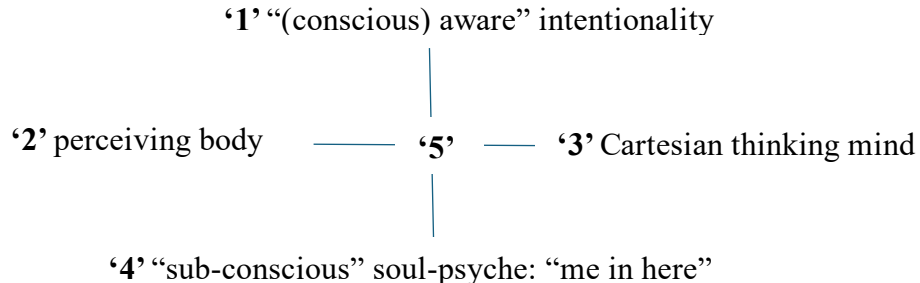 ‘1’ “(conscious) aware” intentionality
‘2’ perceiving body ‘5’ ‘3’ Cartesian thinking mind
‘4’ “sub-conscious” soul-psyche: “me in here”